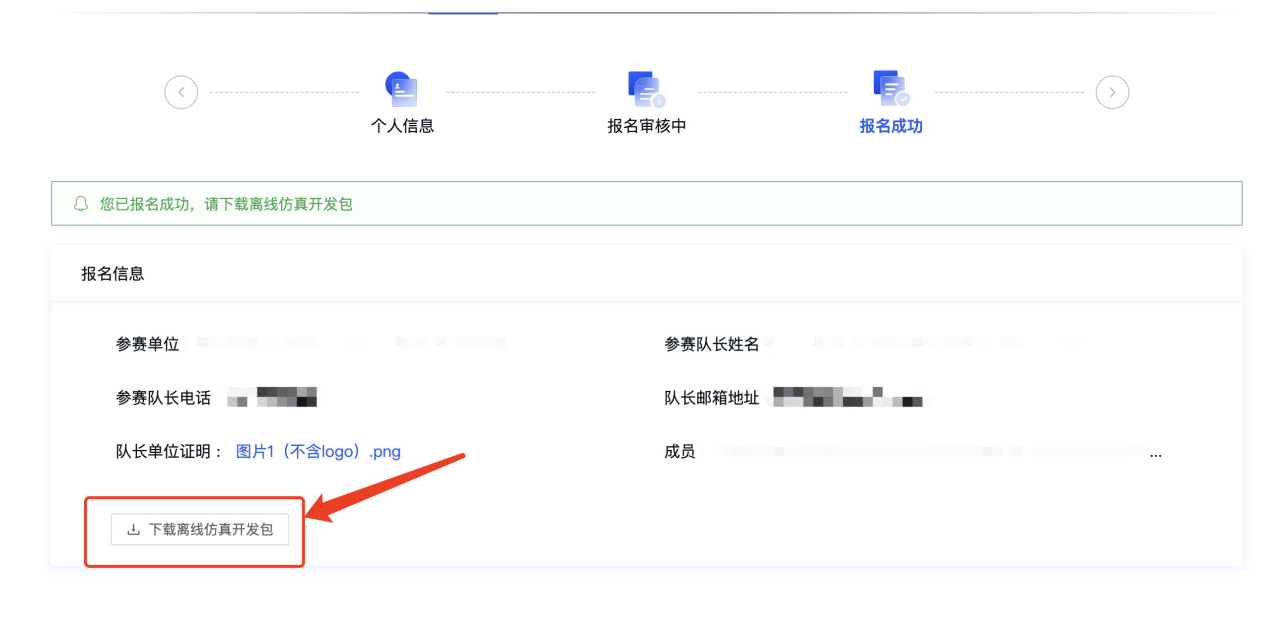 个人信息
报名审核中
报名成功
您已报名成功，请下载离线仿真开发包
报名信息
参赛单位
参赛队长姓名
参赛队长电话
队长邮箱地址
队长单位证明： 图片1（不含logo）.png
成员 ...
下载离线仿真开发包